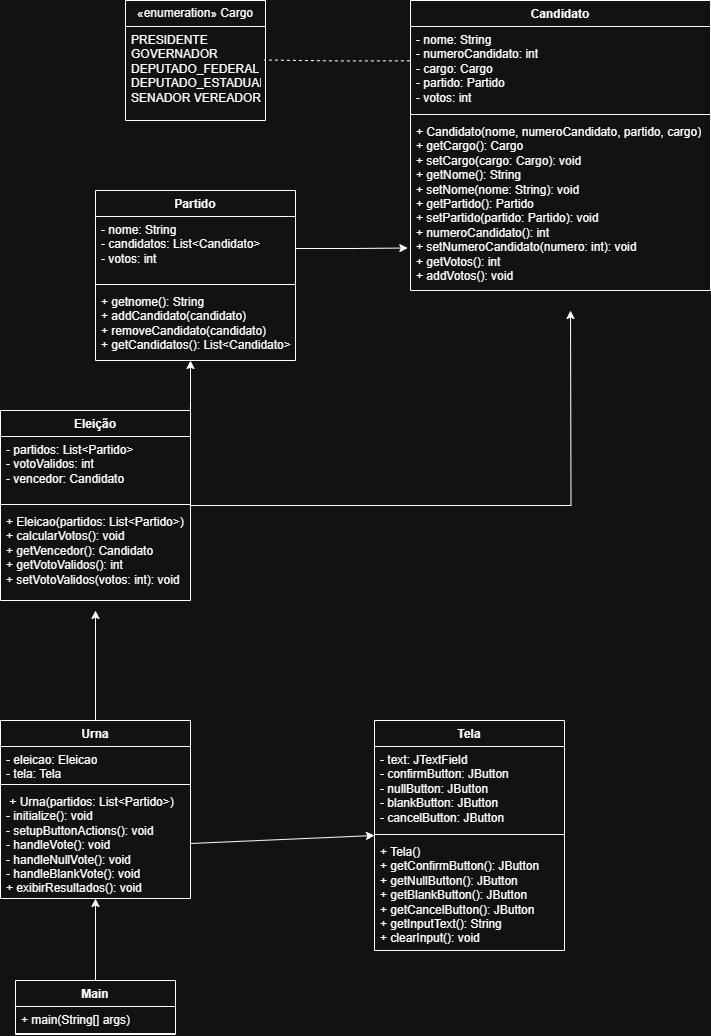 «enumeration» Cargo
PRESIDENTE
GOVERNADOR
DEPUTADO_FEDERAL
DEPUTADO_ESTADUAL
SENADOR VEREADOR
Candidato
- nome: String
- numeroCandidato: int
- cargo: Cargo
- partido: Partido
- votos: int
+ Candidato(nome, numeroCandidato, partido, cargo)
+ getCargo(): Cargo
+ setCargo(cargo: Cargo): void
+ getNome(): String
+ setNome(nome: String): void
+ getPartido(): Partido
+ setPartido(partido: Partido): void
+ numeroCandidato(): int
+ setNumeroCandidato(numero: int): void
+ getVotos(): int
+ addVotos(): void
Partido
- nome: String
- candidatos: List<Candidato>
- votos: int
+ getnome(): String
+ addCandidato(candidato)
+ removeCandidato(candidato)
+ getCandidatos(): List<Candidato>
Eleição
- partidos: List<Partido>
- votoValidos: int
- vencedor: Candidato
+ Eleicao(partidos: List<Partido>)
+ calcularVotos(): void
+ getVencedor(): Candidato
+ getVotoValidos(): int
+ setVotoValidos(votos: int): void
Urna
- eleicao: Eleicao
- tela: Tela
+ Urna(partidos: List<Partido>)
- initialize(): void
- setupButtonActions(): void
- handleVote(): void
- handleNullVote(): void
- handleBlankVote(): void
+ exibirResultados(): void
Tela
- text: JTextField
- confirmButton: JButton
- nullButton: JButton
- blankButton: JButton
- cancelButton: JButton
+ Tela()
+ getConfirmButton(): JButton
+ getNullButton(): JButton
+ getBlankButton(): JButton
+ getCancelButton(): JButton
+ getInputText(): String
+ clearInput(): void
Main
+ main(String[] args)